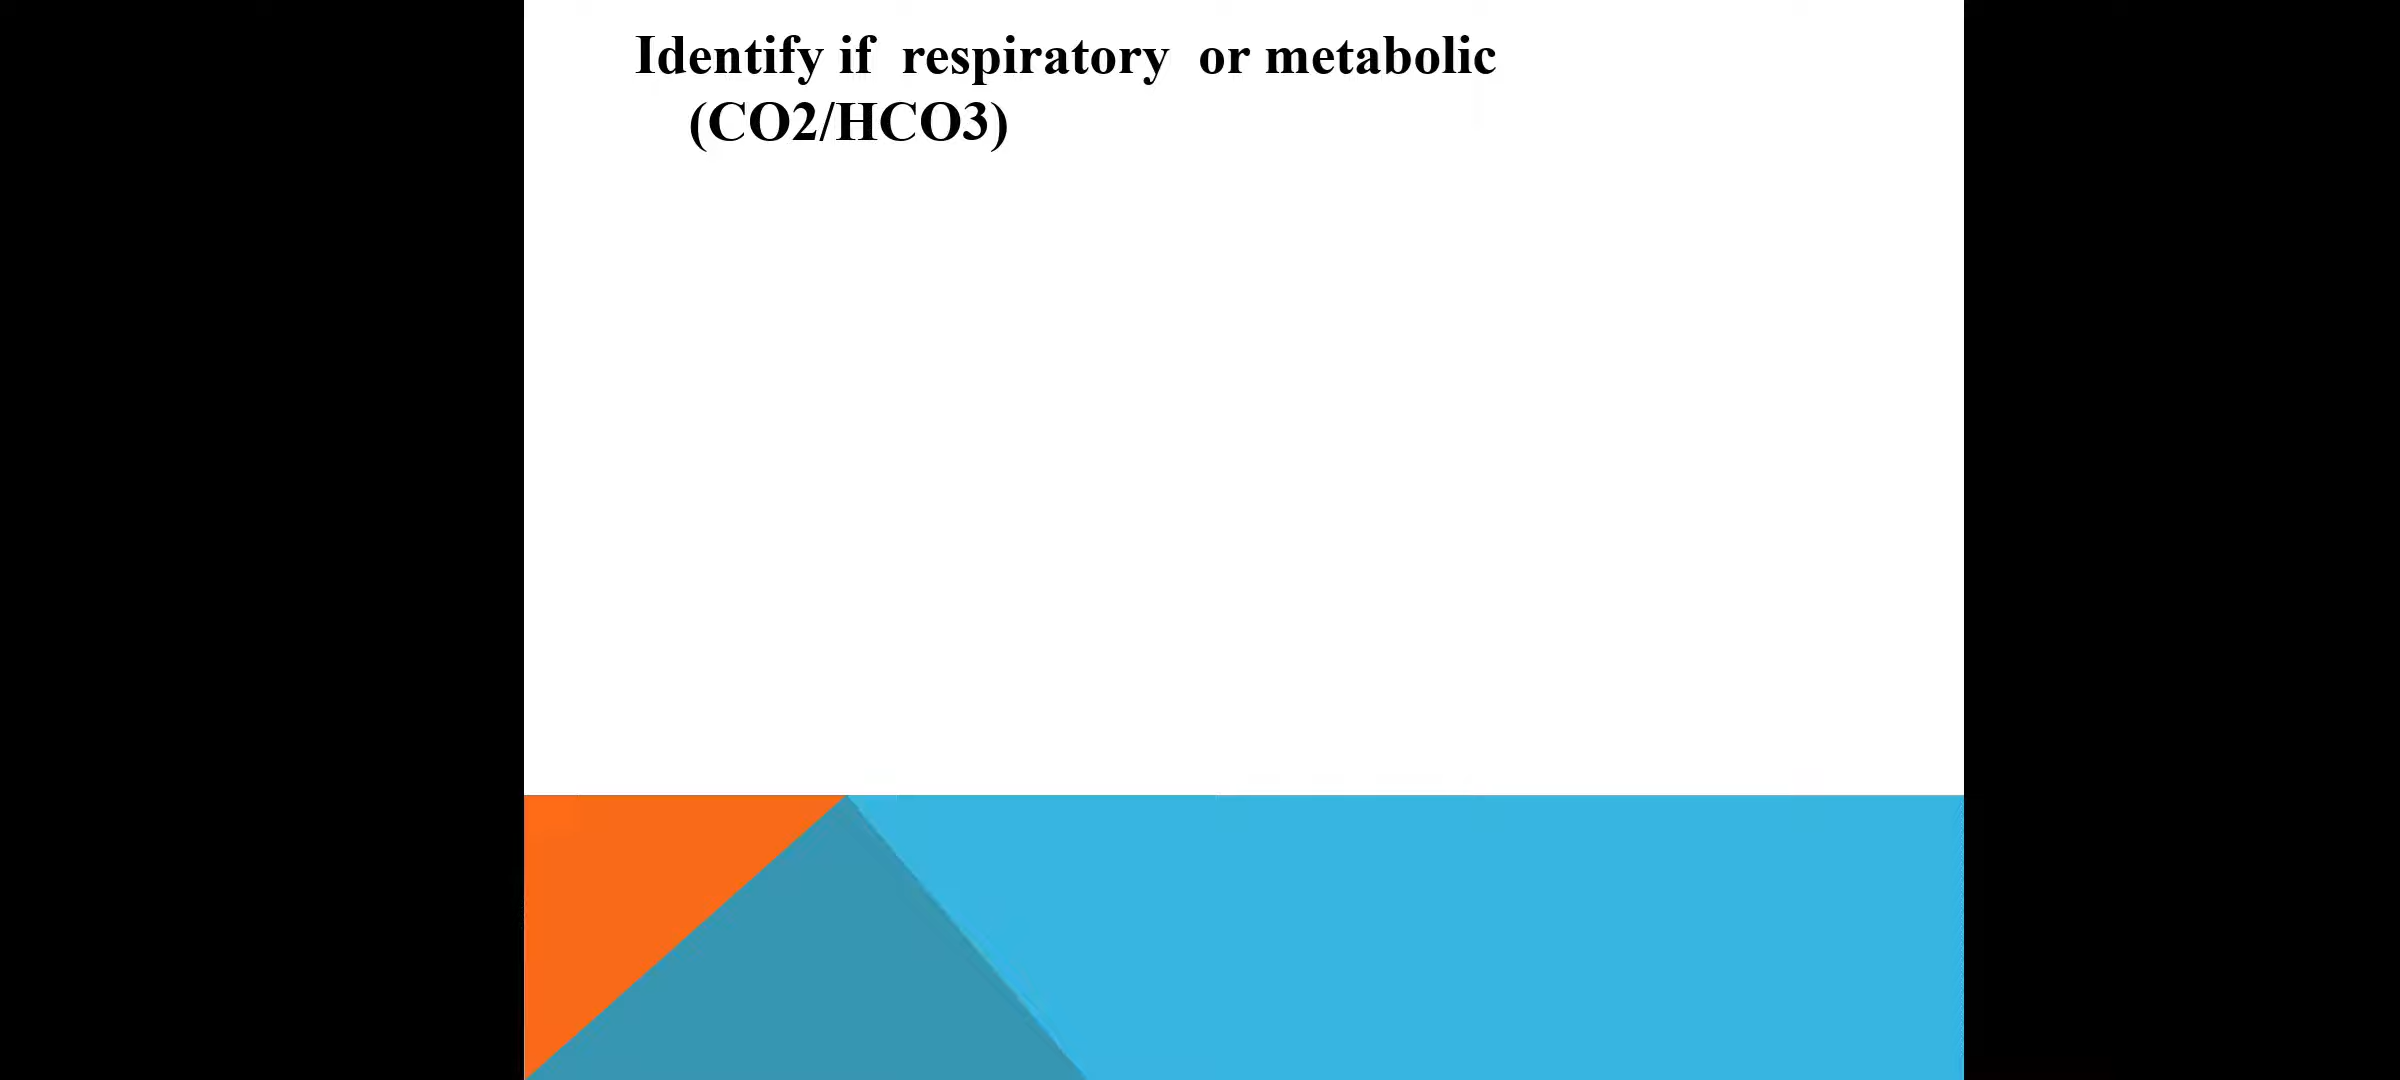 Identify if  respiratory  or metabolic
(CO2/HCO3)